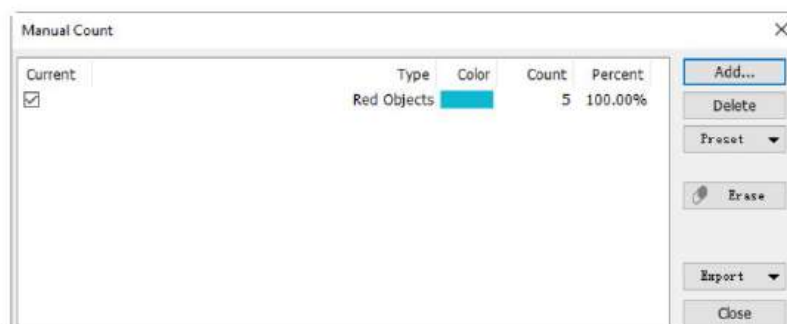 Manual Count
Current Type Color Count Percent
Red Objects 5 100.00%
Add...
Delete
Preset
Erase
Export
Close